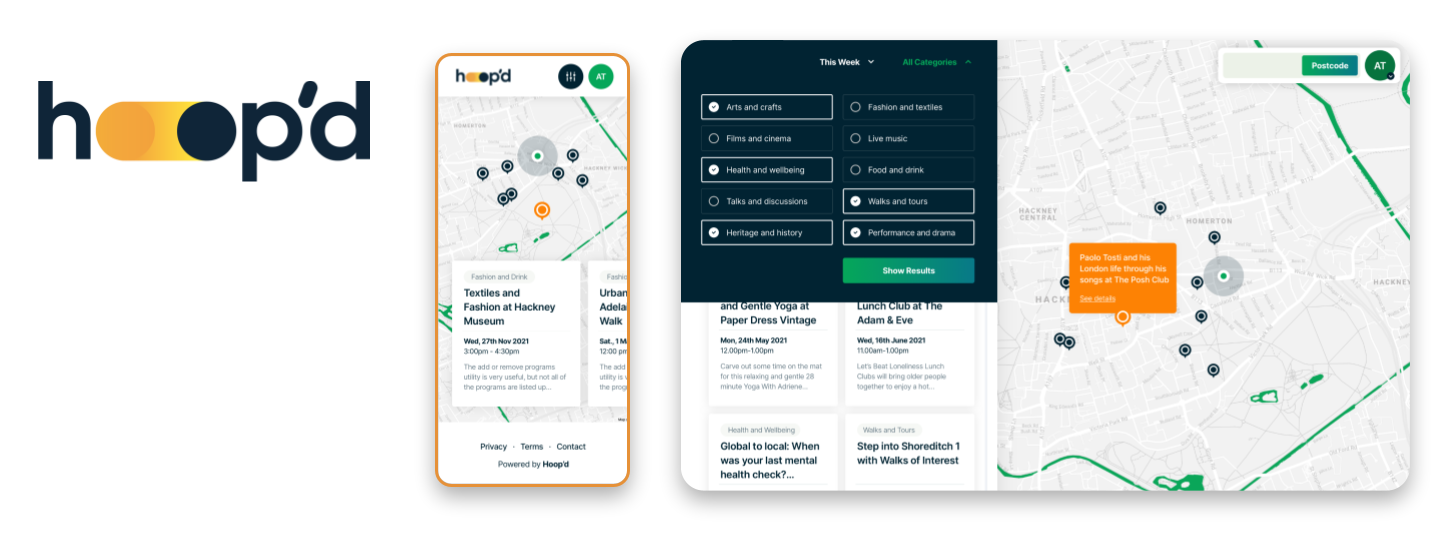 hoop'd
hoop'd
AT
HOMERTON
HACKNEY WICK
Fashion and Drink
Textiles and
Fashion at Hackney
Museum
Wed, 27th Nov 2021
3:00pm - 4:30pm
The add or remove programs
utility is very useful, but not all of
the programs are listed up...
Urban
Adela
Walk
Sat., 1 M
12:00 pm
The add
utility is v
the prog
Privacy · Terms · Contact
Powered by Hoop'd
This Week
All Categories
Arts and crafts
Fashion and textiles
Films and cinema
Live music
Health and wellbeing
Food and drink
Talks and discussions
Walks and tours
Heritage and history
Performance and drama
Show Results
and Gentle Yoga at
Paper Dress Vintage
Mon, 24th May 2021
12.00pm-1.00pm
Carve out some time on the mat
for this relaxing and gentle 28
minute Yoga With Adriene...
Lunch Club at The
Adam & Eve
Wed, 16th June 2021
11.00am-1.00pm
Let's Beat Loneliness Lunch
Clubs will bring older people
together to enjoy a hot...
Health and Wellbeing
Global to local: When
was your last mental
health check?...
Walks and Tours
Step into Shoreditch 1
with Walks of Interest
Postcode
AT
HACKNEY
CENTRAL
HOMERTON
Paolo Tosti and his
London life through his
songs at The Posh Club
See details
HACK
HACKNEY